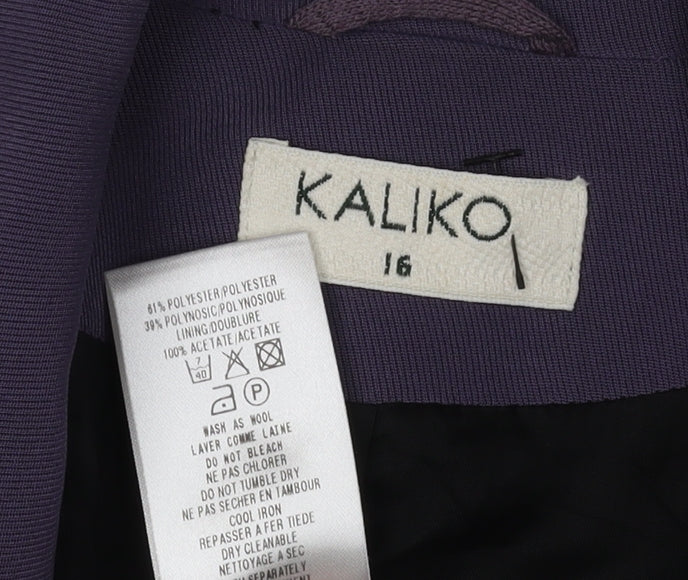 KALIKO
16
61% POLYESTER/POLYESTER
39% POLYNOSIC/POLYNOSIQUE
LINING/DOUBLURE
100% ACETATE/ACETATE
7
40
P
WASH AS WOOL
LAVER COMME LAINE
DO NOT BLEACH
NE PAS CHLORER
DO NOT TUMBLE DRY
NE PAS SECHER EN TAMBOUR
COOL IRON
REPASSER A FER TIEDE
DRY CLEANABLE
NETTOYAGE A SEC
SEPARATELY